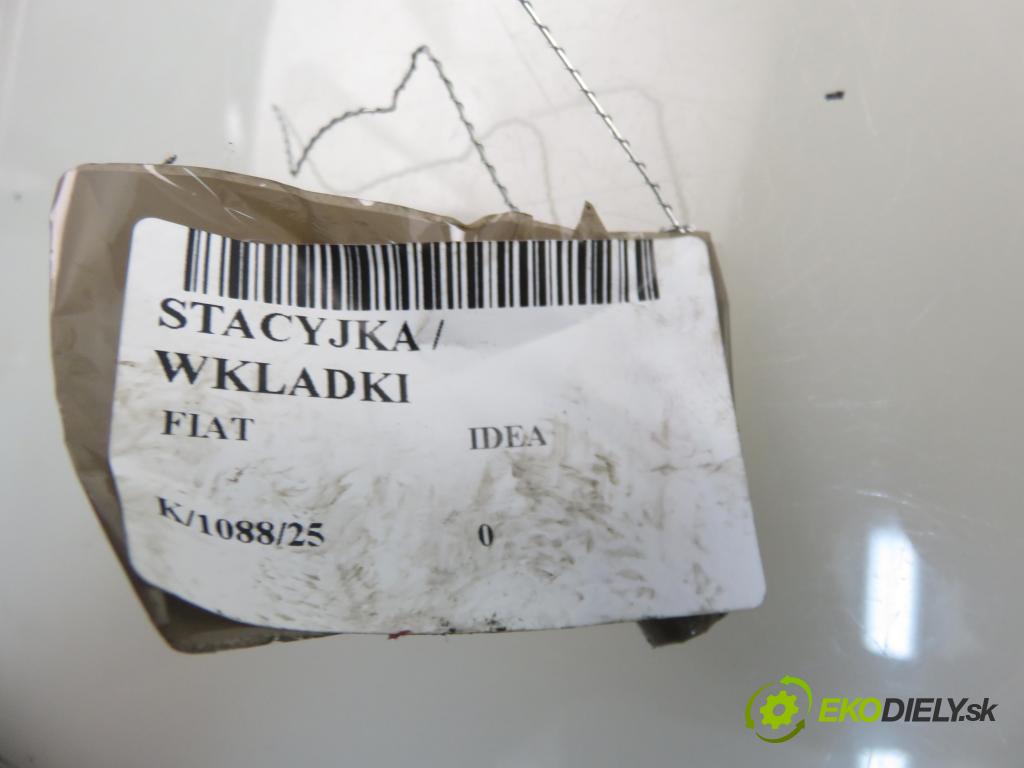 STACYJKA /
WKLADKI
FIAT IDEA
K/1088/25 0
EKODIELY.sk